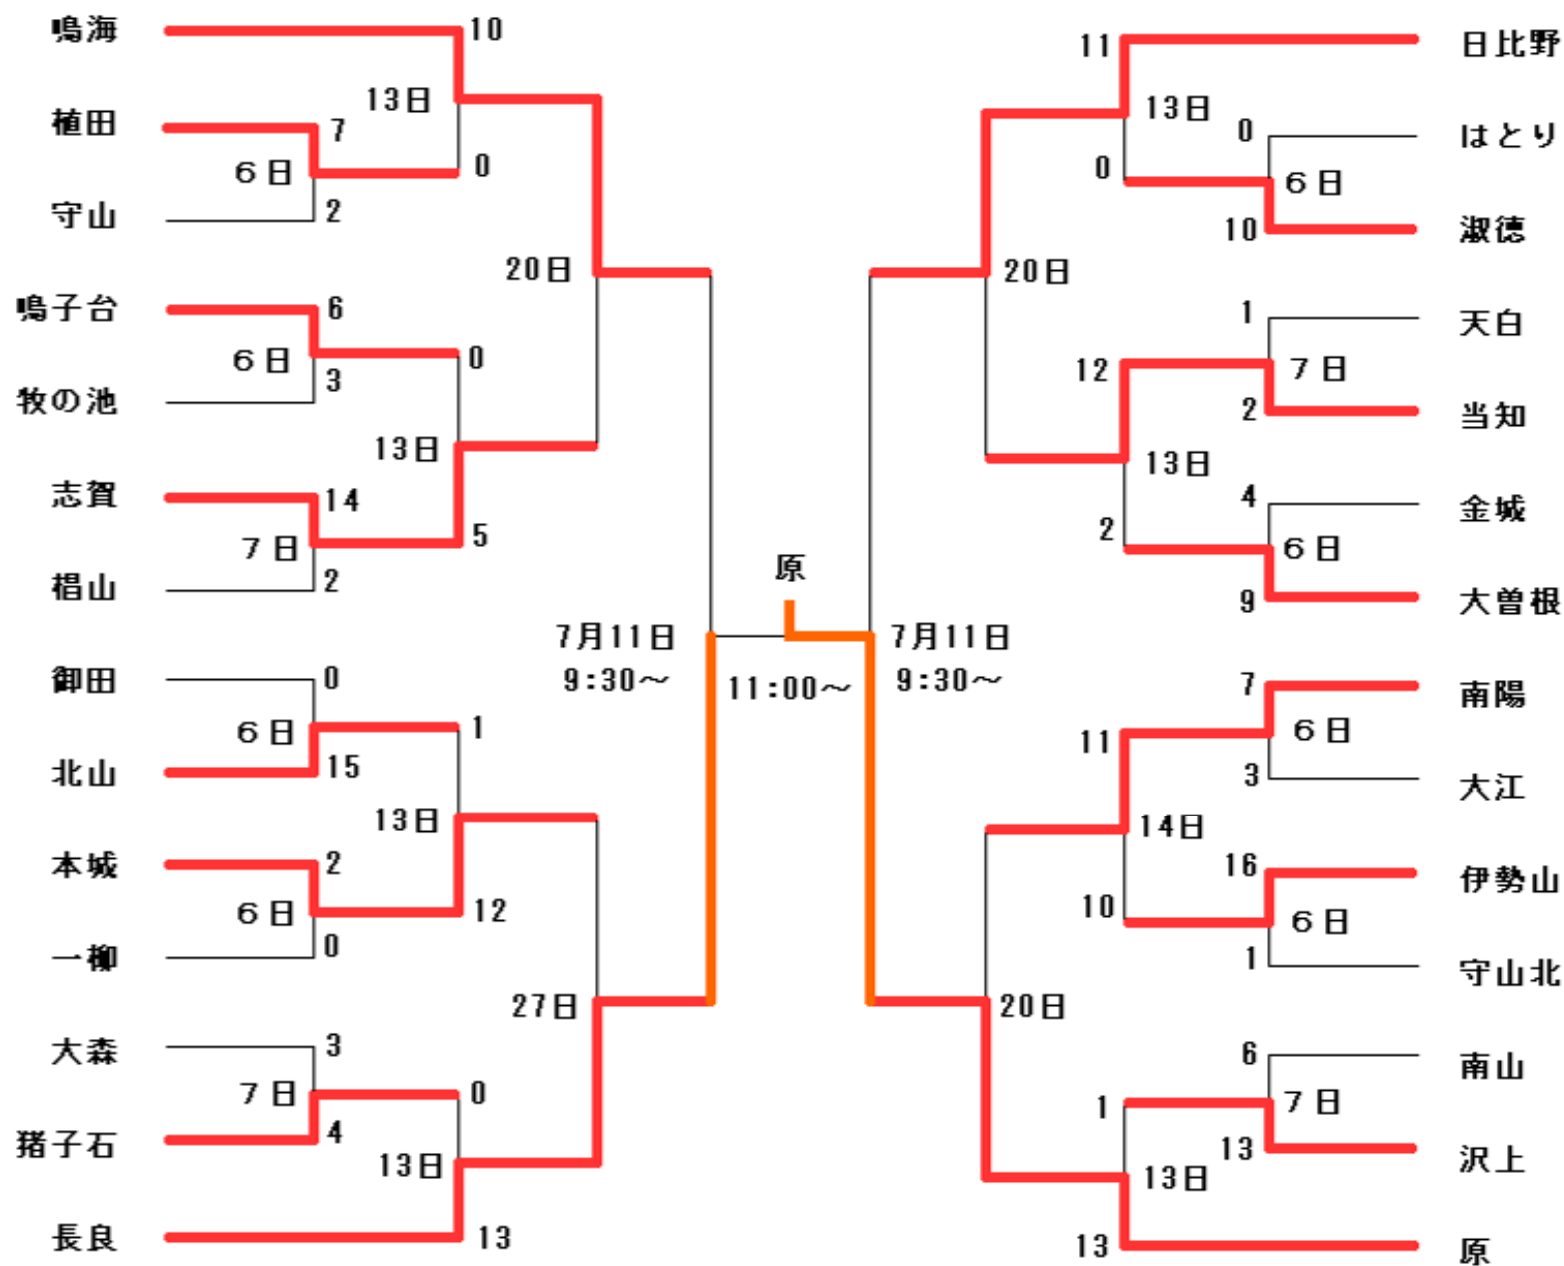 鳴海
10
13日
植田
7
6日
0
守山
2
20日
鳴子台
6
6日
0
牧の池
3
13日
志賀
14
5
7日
椙山
2
7月11日
9:30～
御田
0
6日
1
北山
15
13日
本城
2
12
6日
一柳
0
27日
大森
3
7日
0
猪子石
4
13日
長良
13
原
11:00～
11
日比野
13日
0
はとり
0
6日
10
淑徳
20日
1
天白
12
7日
2
当知
13日
4
金城
2
6日
9
大曽根
7月11日
9:30～
7
南陽
11
6日
3
大江
14日
16
伊勢山
10
6日
1
守山北
20日
6
南山
1
7日
13
沢上
13日
13
原